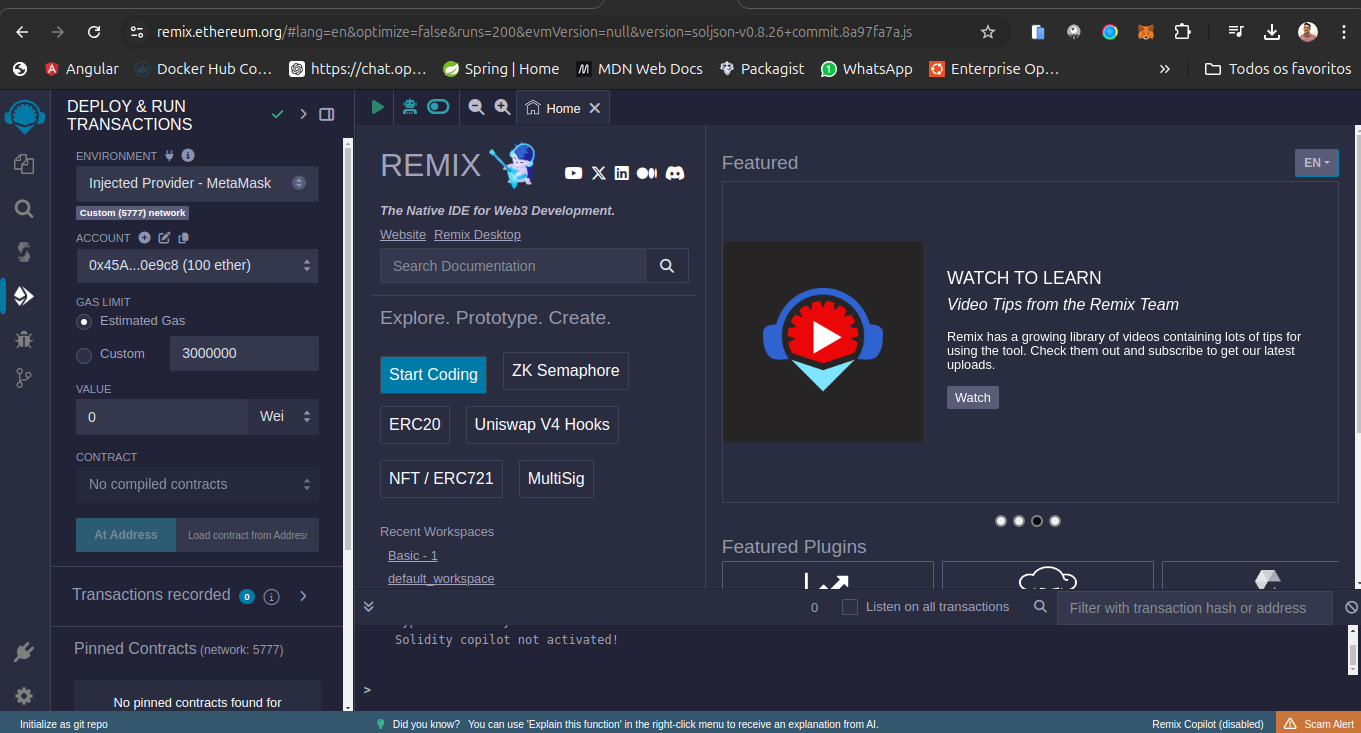 remix.ethereum.org/#lang=en&optimize=false&runs=200&evmVersion=null&version=soljson-v0.8.26+commit.8a97fa7a.js
Angular
Docker Hub Co…
https://chat.op…
Spring | Home
MDN Web Docs
Packagist
WhatsApp
Enterprise Op…
»
Todos os favoritos
DEPLOY & RUN
TRANSACTIONS
ENVIRONMENT
Injected Provider - MetaMask
Custom (5777) network
ACCOUNT
0x45A...0e9c8 (100 ether)
GAS LIMIT
Estimated Gas
Custom
3000000
VALUE
0
Wei
CONTRACT
No compiled contracts
At Address
Load contract from Address
Transactions recorded 0
Pinned Contracts (network: 5777)
No pinned contracts found for
Home
REMIX
The Native IDE for Web3 Development.
Website Remix Desktop
Search Documentation
Explore. Prototype. Create.
Start Coding
ZK Semaphore
ERC20
Uniswap V4 Hooks
NFT / ERC721
MultiSig
Recent Workspaces
Basic - 1
default_workspace
Featured
EN
WATCH TO LEARN
Video Tips from the Remix Team
Remix has a growing library of videos containing lots of tips for
using the tool. Check them out and subscribe to get our latest
uploads.
Watch
Featured Plugins
0
Listen on all transactions
Filter with transaction hash or address
Solidity copilot not activated!
>
Initialize as git repo
Did you know? You can use 'Explain this function' in the right-click menu to receive an explanation from AI.
Remix Copilot (disabled)
Scam Alert